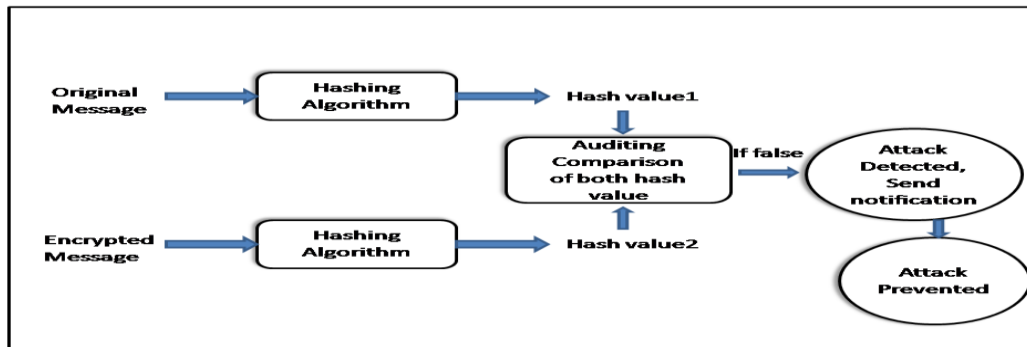 Original
Message
Hashing
Algorithm
Hash value1
Auditing
Comparison
of both hash
value
If false
Attack
Detected,
Send
notification
Encrypted
Message
Hashing
Algorithm
Hash value2
Attack
Prevented